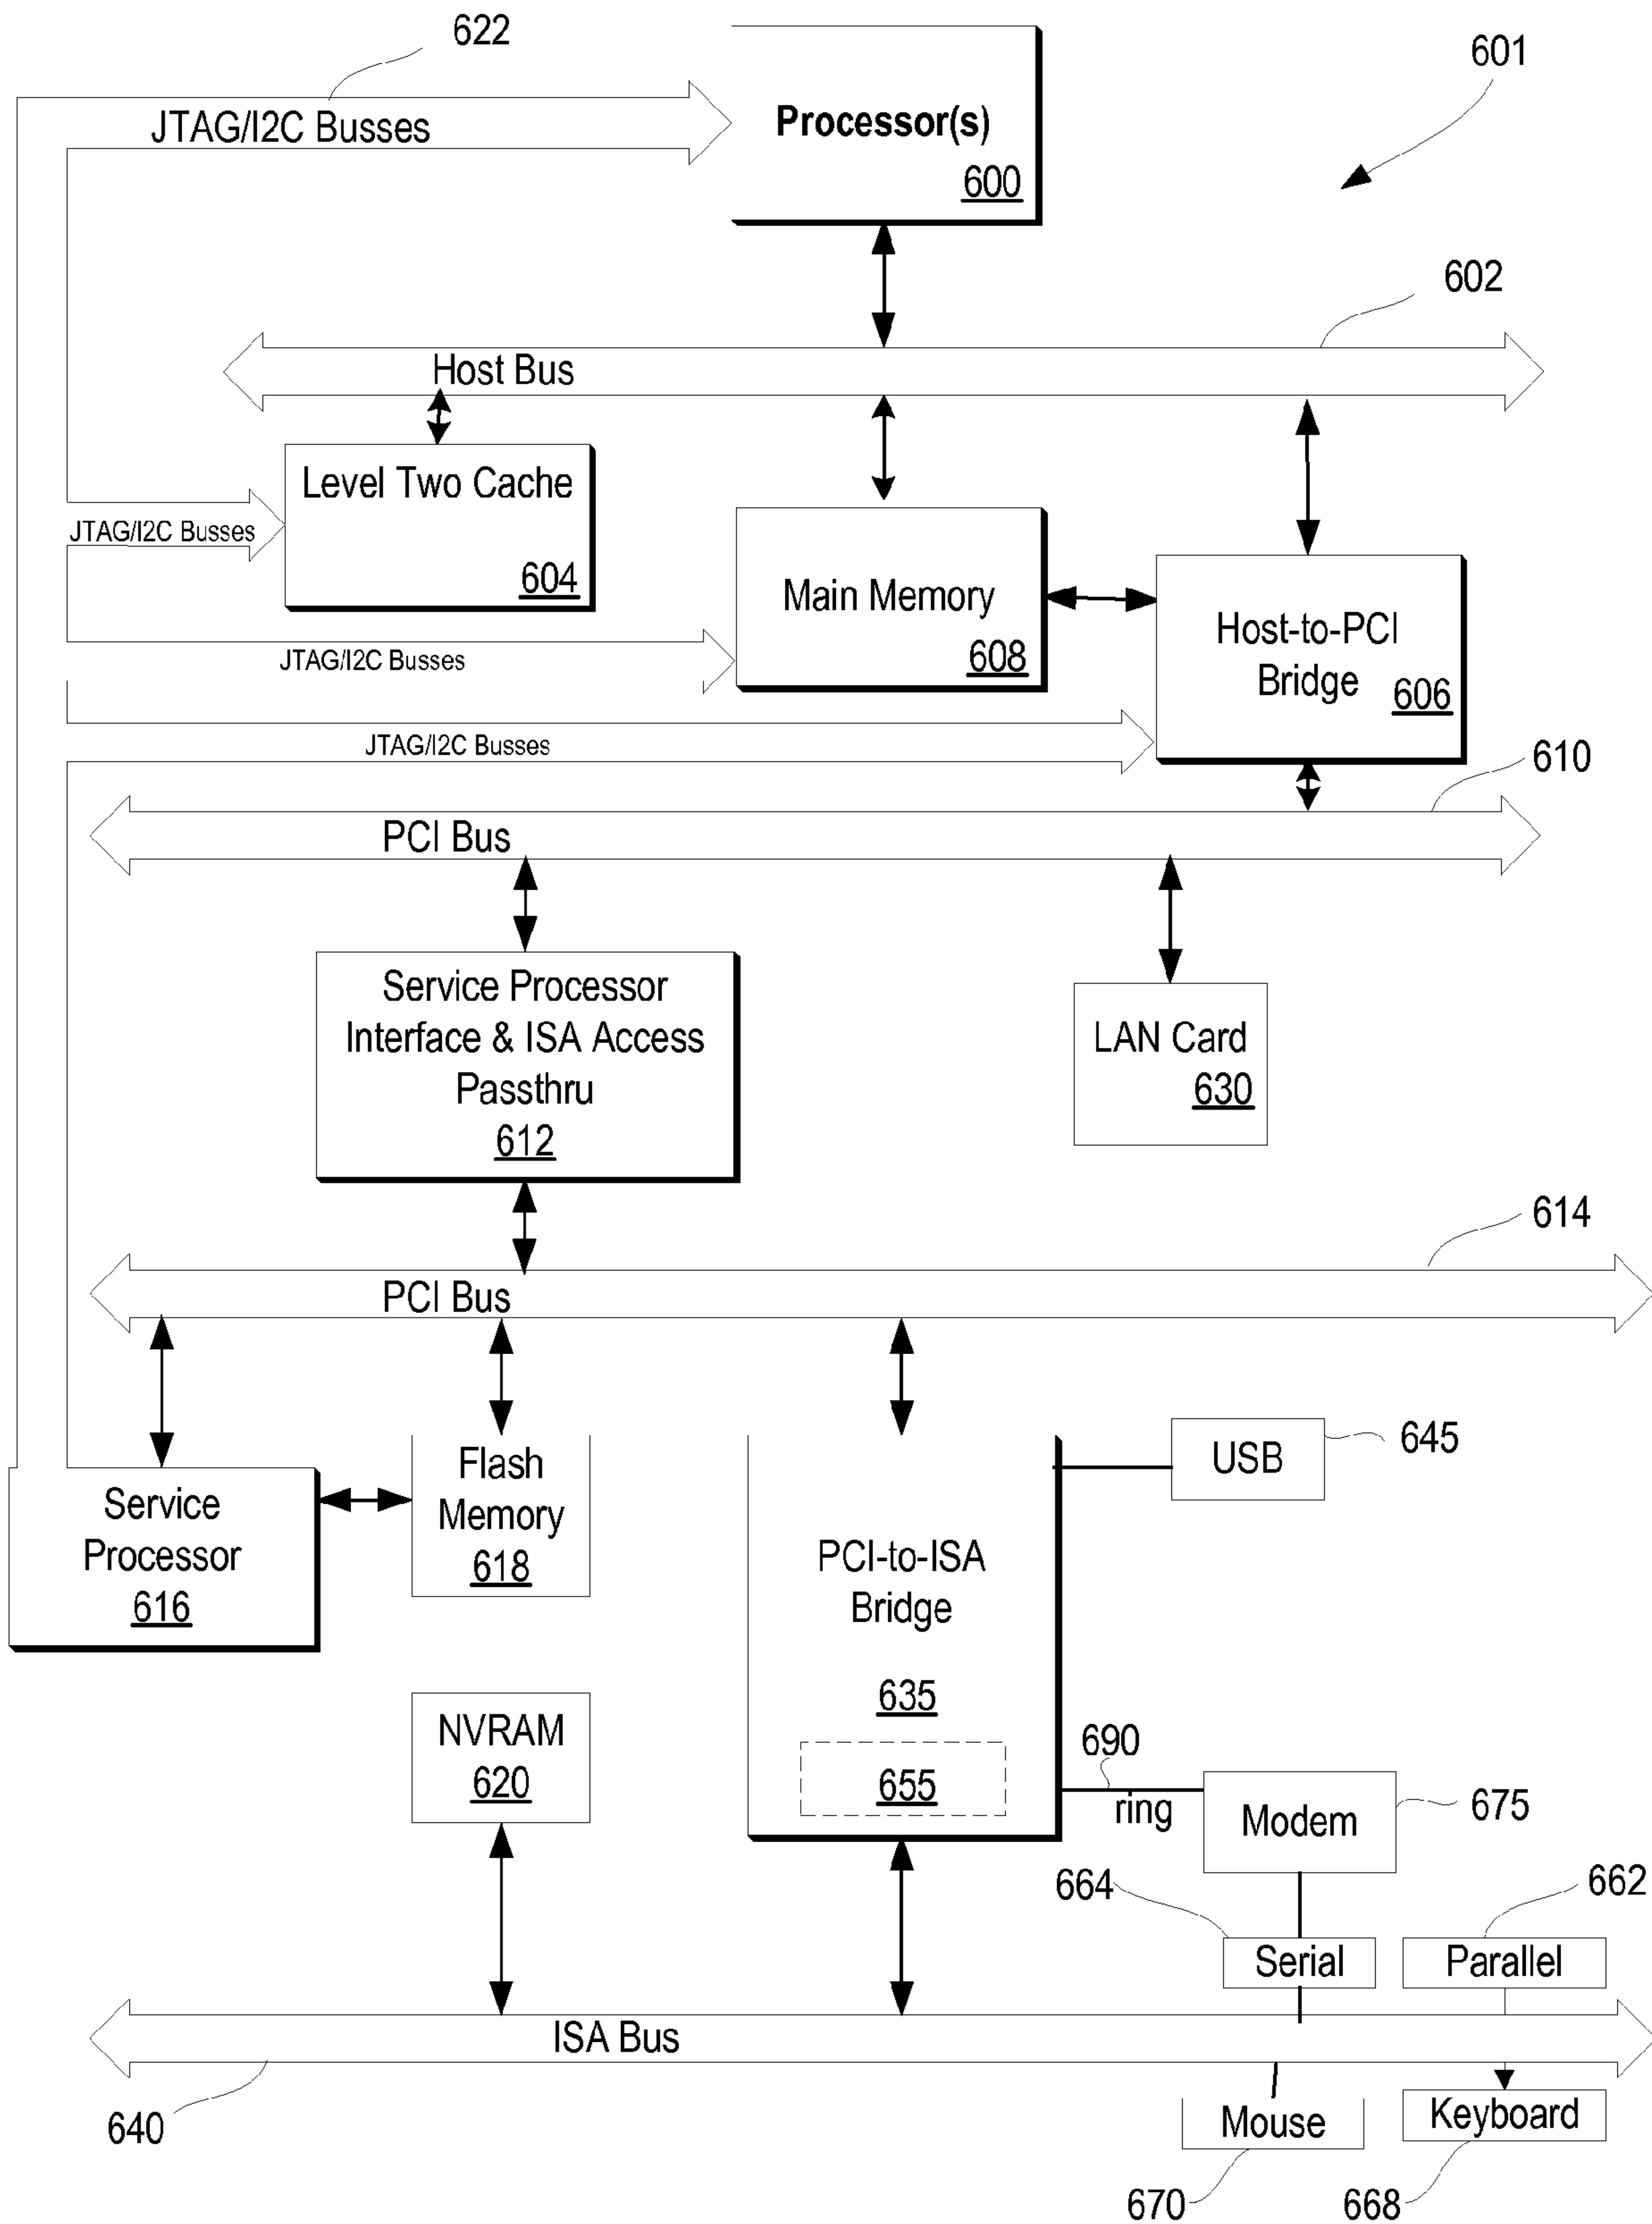 622
601
JTAG/I2C Busses
Processor(s)
600
602
Host Bus
Level Two Cache
604
JTAG/I2C Busses
Main Memory
608
Host-to-PCI
Bridge
606
JTAG/I2C Busses
JTAG/I2C Busses
610
PCI Bus
Service Processor
Interface & ISA Access
Passthru
612
LAN Card
630
614
PCI Bus
Service
Processor
616
Flash
Memory
618
PCI-to-ISA
Bridge
635
655
USB
645
NVRAM
620
690
ring
Modem
675
664
662
Serial
Parallel
ISA Bus
640
Mouse
Keyboard
670
668